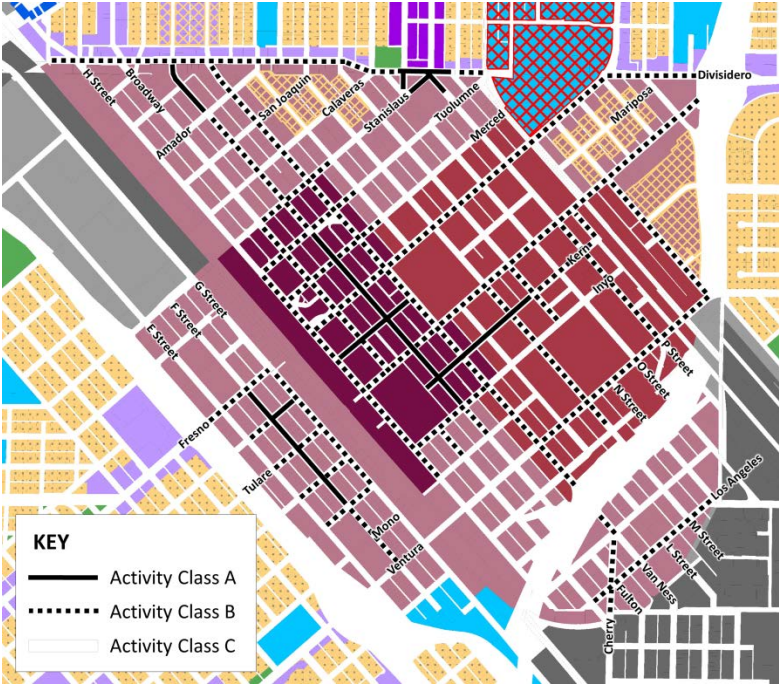 Divisidero
H Street
Broadway
San Joaquin
Calaveras
Stanislaus
Tuolumne
Mariposa
Amador
Merced
Kern
Inyo
G Street
F Street
E Street
P Street
O Street
N Street
Fresno
Tulare
Mono
Ventura
Los Angeles
M Street
L Street
Van Ness
Fulton
Cherry
KEY
Activity Class A
Activity Class B
Activity Class C